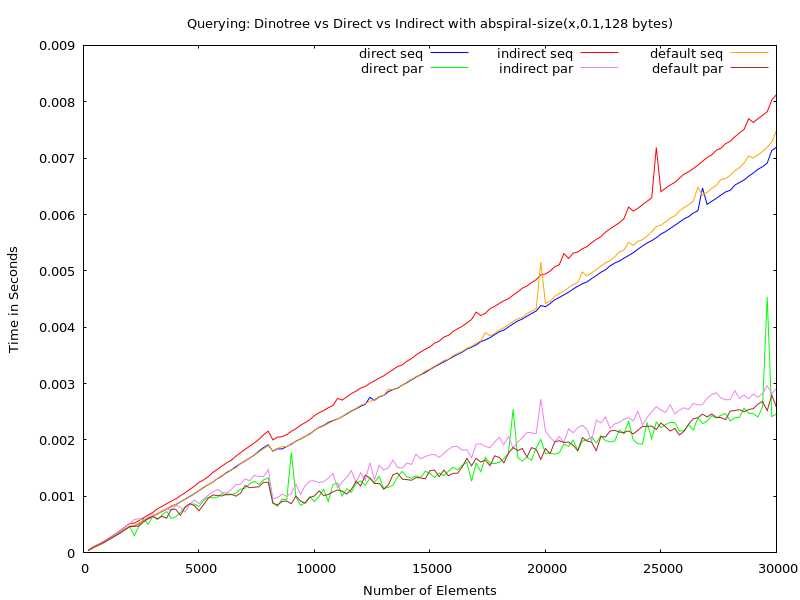 Querying: Dinotree vs Direct vs Indirect with abspiral-size(x,0.1,128 bytes)
direct seq indirect seq default seq
direct par indirect par default par
0.009
0.008
0.007
0.006
0.005
0.004
0.003
0.002
0.001
0
Time in Seconds
0 5000 10000 15000 20000 25000 30000
Number of Elements